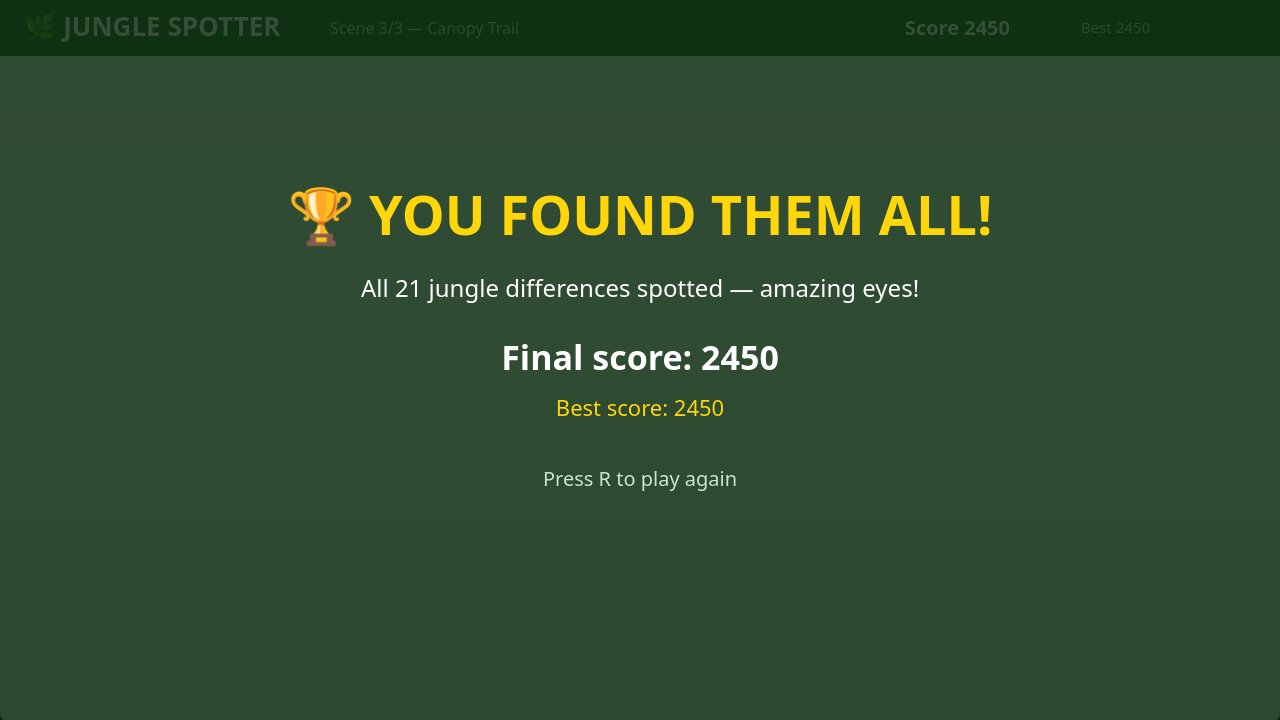 🌿 JUNGLE SPOTTER
Scene 3/3 — Canopy Trail
Score 2450
Best 2450
🏆 YOU FOUND THEM ALL!
All 21 jungle differences spotted — amazing eyes!
Final score: 2450
Best score: 2450
Press R to play again